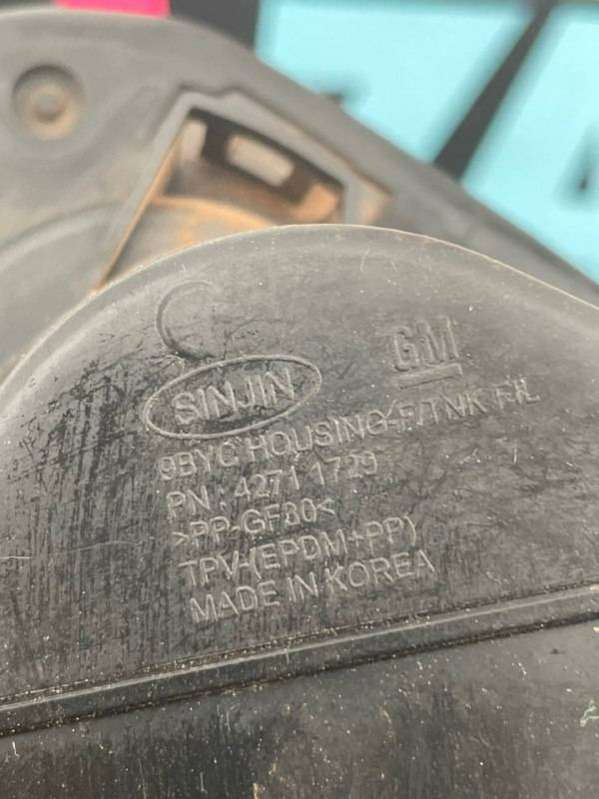 GM
SINJIN
9BYC HOUSING-F/TNK FIL
PN : 4271 1729
>PP-GF30<
TPV-(EPDM+PP)
MADE IN KOREA